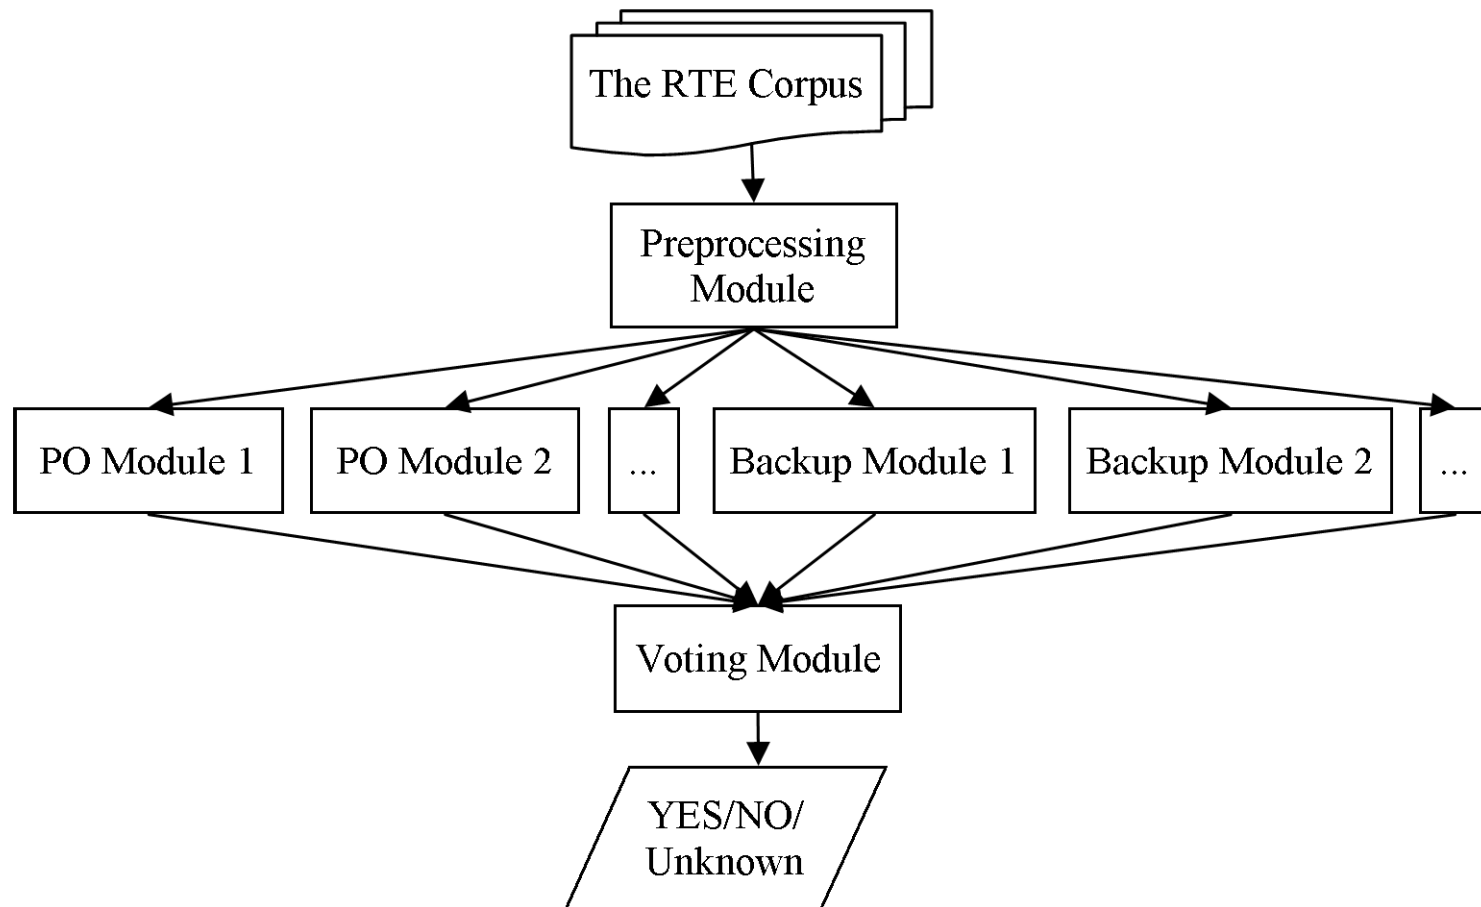 The RTE Corpus
Preprocessing
Module
PO Module 1
PO Module 2
...
Backup Module 1
Backup Module 2
...
Voting Module
YES/NO/
Unknown